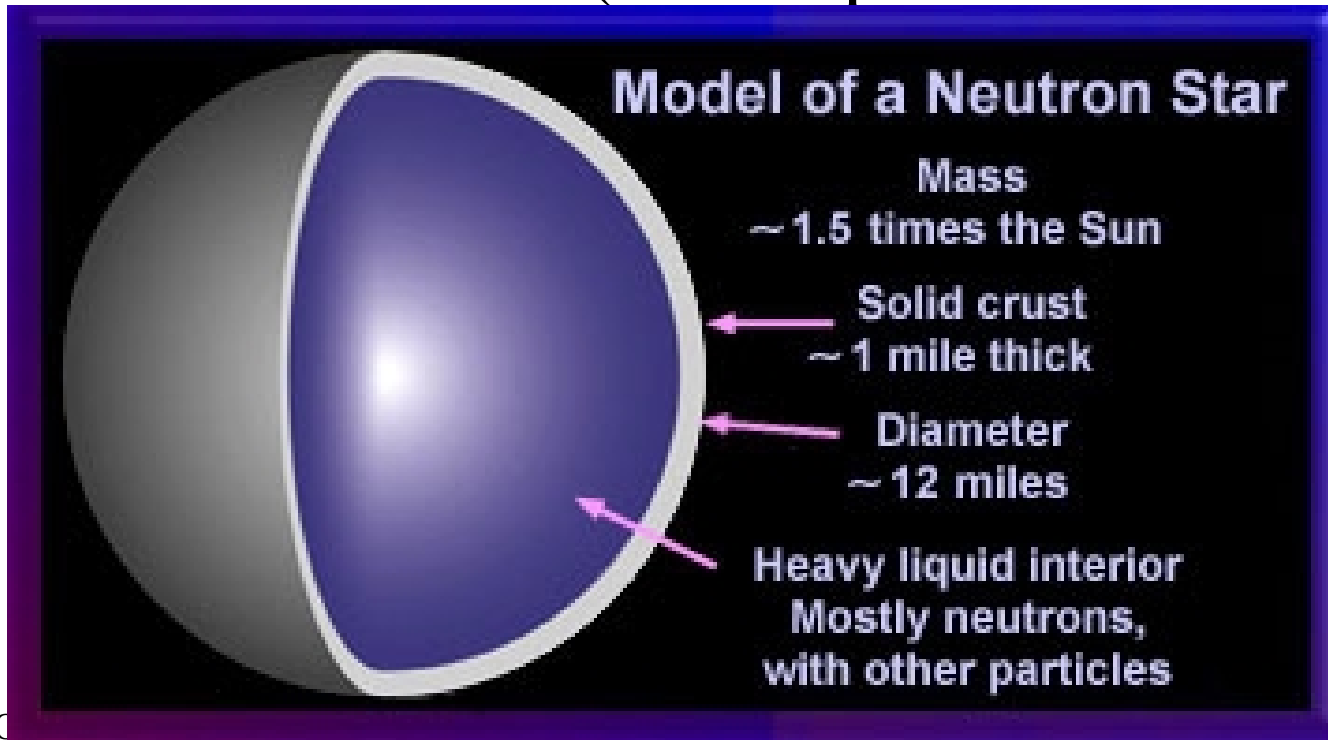 Model of a Neutron Star
Mass
~1.5 times the Sun
Solid crust
~1 mile thick
Diameter
~12 miles
Heavy liquid interior
Mostly neutrons,
with other particles